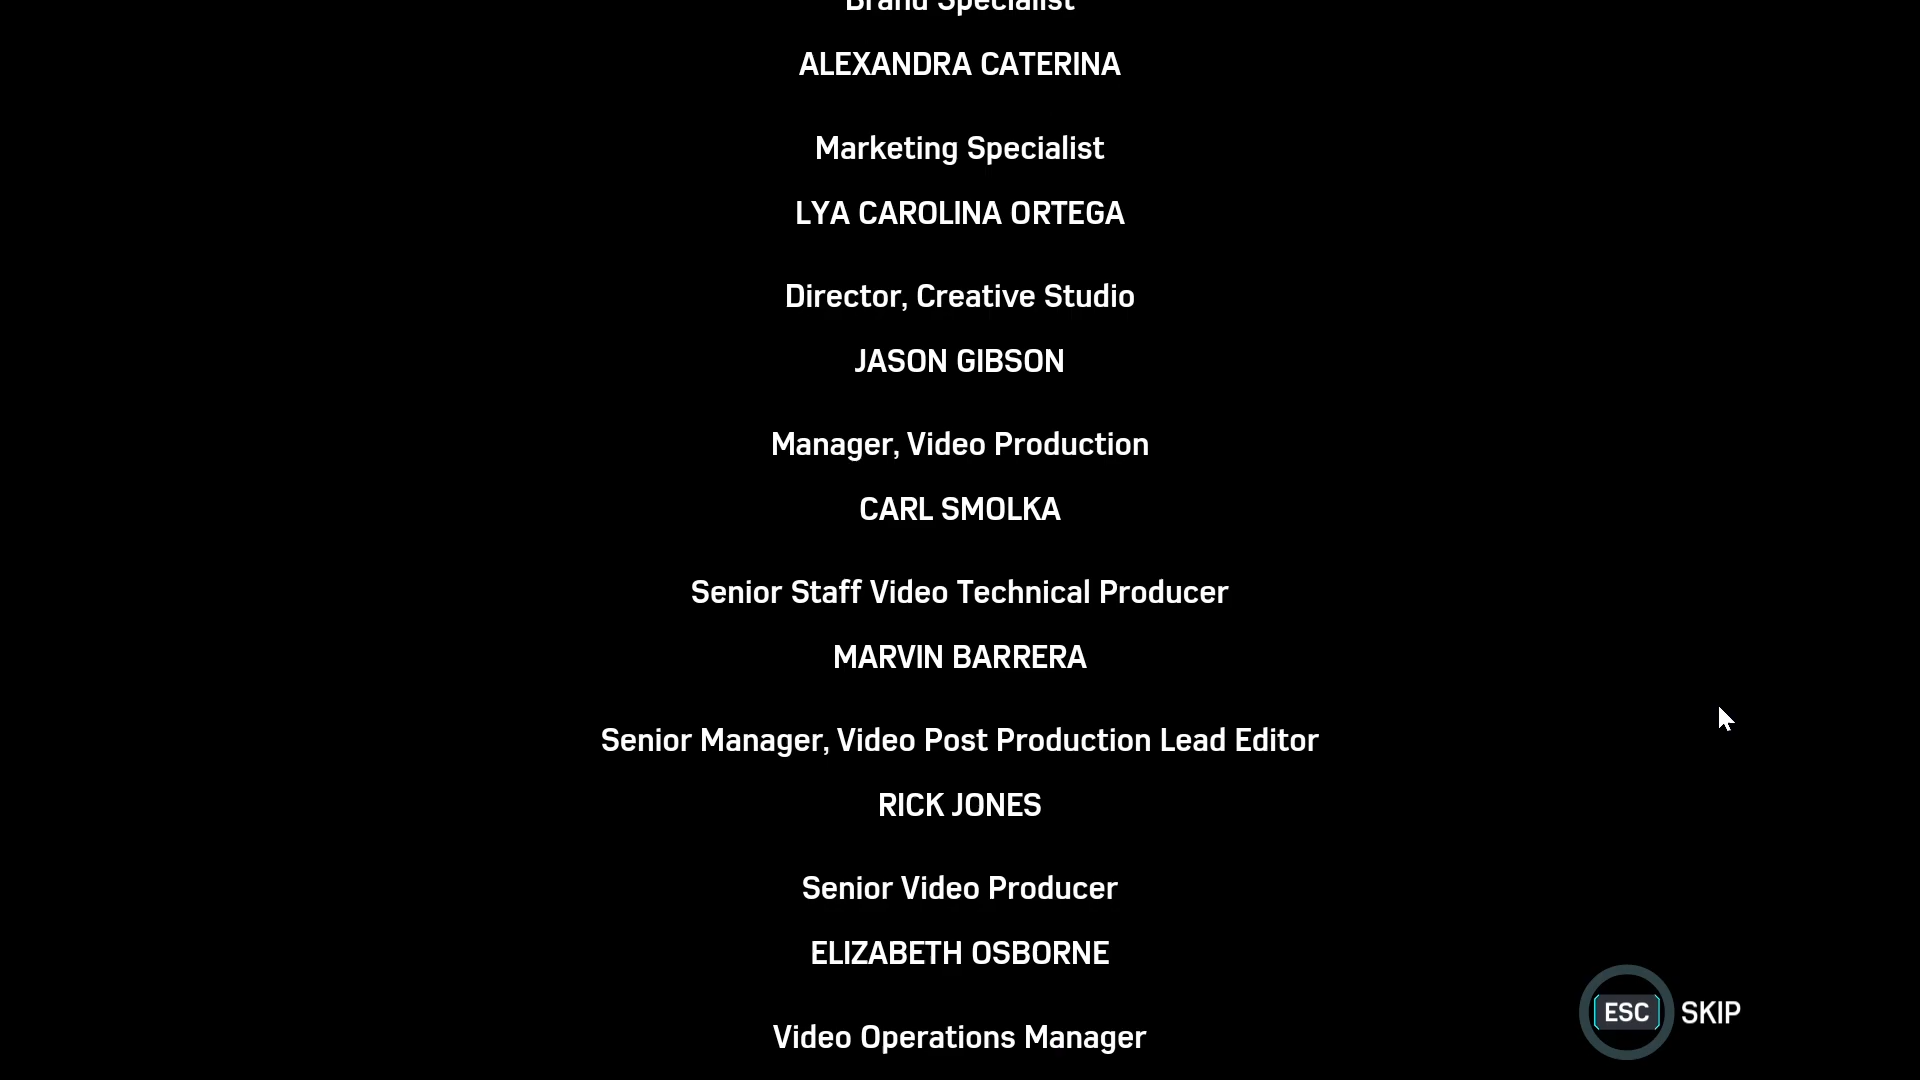 Brand Specialist
ALEXANDRA CATERINA
Marketing Specialist
LYA CAROLINA ORTEGA
Director, Creative Studio
JASON GIBSON
Manager, Video Production
CARL SMOLKA
Senior Staff Video Technical Producer
MARVIN BARRERA
Senior Manager, Video Post Production Lead Editor
RICK JONES
Senior Video Producer
ELIZABETH OSBORNE
Video Operations Manager
ESC SKIP